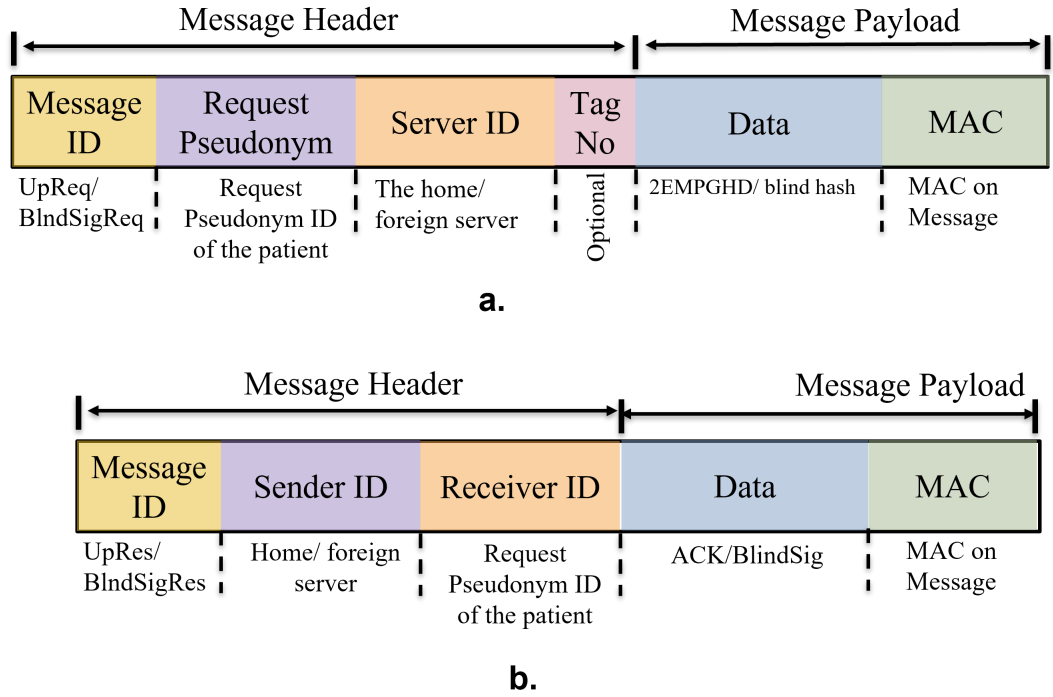 Message Header
Message Payload
Message
ID
Request
Pseudonym
Server ID
Tag
No
Data
MAC
UpReq/
BlndSigReq
Request
Pseudonym ID
of the patient
The home/
foreign server
Optional
2EMPGHD/ blind hash
MAC on
Message
a.
Message Header
Message Payload
Message
ID
Sender ID
Receiver ID
Data
MAC
UpRes/
BlndSigRes
Home/ foreign
server
Request
Pseudonym ID
of the patient
ACK/BlindSig
MAC on
Message
b.